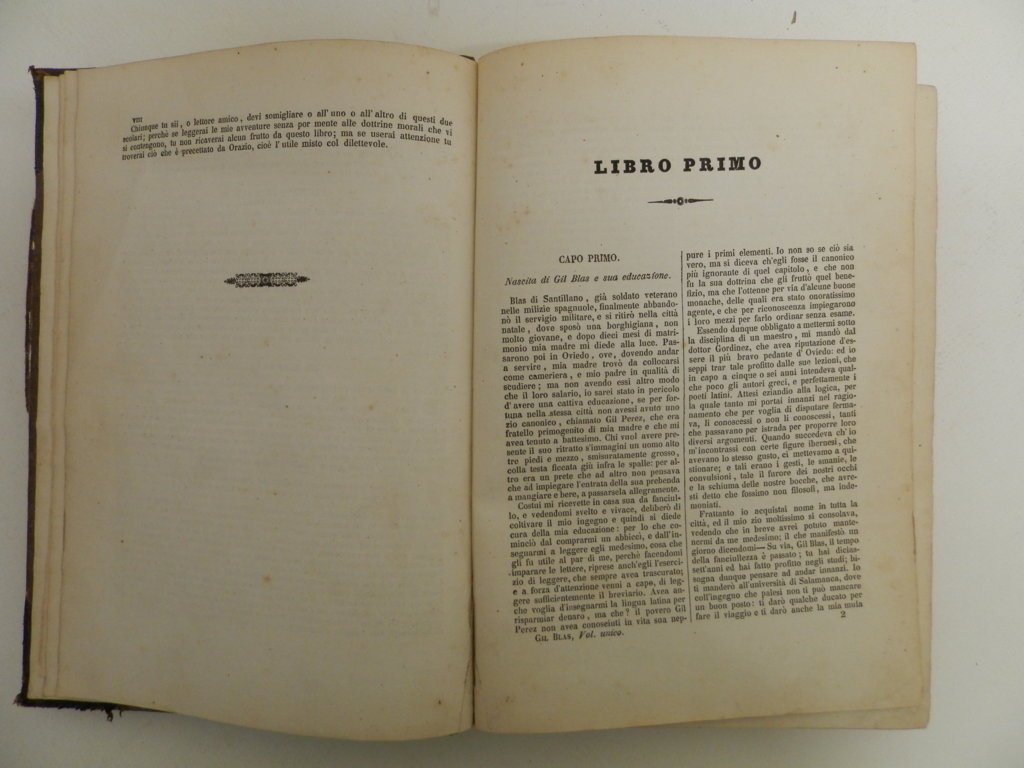 VIII
Chiunque tu sii, o lettore amico, devi somigliare o all'uno o all'altro di questi due
scolari; perchè se leggerai le mie avventure senza por mente alle dottrine morali che vi
si contengono, tu non ricaverai alcun frutto da questo libro; ma se userai attenzione tu
troverai ciò che è precettato da Orazio, cioè l'utile misto col dilettevole.
LIBRO PRIMO
CAPO PRIMO.
Nascita di Gil Blas e sua educazione.
Blas di Santillano, già soldato veterano
nelle milizie spagnuole, finalmente abbando-
nò il servigio militare, e si ritirò nella città
natale, dove sposò una borghigiana, non
molto giovane, e dopo dieci mesi di matri-
monio mia madre mi diede alla luce. Pas-
sarono poi in Oviedo, ove, dovendo andar
a servire, mia madre trovò da collocarsi
come cameriera, e mio padre in qualità di
scudiere; ma non avendo essi altro modo
che il loro salario, io sarei stato in pericolo
d'avere una cattiva educazione, se per for-
tuna nella stessa città non avessi avuto uno
zio canonico, chiamato Gil Perez, che era
fratello primogenito di mia madre e che mi
avea tenuto a battesimo. Chi vuol avere pre-
sente il suo ritratto s'immagini un uomo alto
tre piedi e mezzo, smisuratamente grosso,
colla testa ficcata giù infra le spalle: per al-
tro era un prete che ad altro non pensava
che ad impiegar l'entrata della sua prebenda
a mangiare e bere, a passarsela allegramente.
Costui mi ricevette in casa sua da fanciul-
lo, e vedendomi svelto e vivace, deliberò di
coltivare il mio ingegno e quindi si diede
cura della mia educazione: per lo che co-
minciò dal comprarmi un abbiccì, e dall'in-
segnarmi a leggere egli medesimo, cosa che
gli fu utile al par di me, perchè facendomi
imparare le lettere, riprese anch'egli l'eserci-
zio di leggere, che sempre avea trascurato;
e a forza d'attenzione venni a capo, di leg-
gere sufficientemente il breviario. Avea an-
che voglia d'insegnarmi la lingua latina per
risparmiar denaro, ma che? il povero Gil
Perez non avea conosciuti in vita sua nep-
GIL BLAS, Vol. unico.
pure i primi elementi. Io non so se ciò sia
vero, ma si diceva ch'egli fosse il canonico
più ignorante di quel capitolo, e che non
fu la sua dottrina che gli fruttò quel bene-
fizio, ma che l'ottenne per via d'alcune buone
monache, delle quali era stato onoratissimo
agente, e che per riconoscenza impiegarono
i loro mezzi per farlo ordinar senza esame.
Essendo dunque obbligato a mettermi sotto
la disciplina di un maestro, mi mandò dal
dottor Gordinez, che avea riputazione d'es-
sere il più bravo pedante d'Oviedo: ed io
seppi trar tale profitto dalle sue lezioni, che
in capo a cinque o sei anni intendeva qual-
che poco gli autori greci, e perfettamente i
poeti latini. Attesi eziandio alla logica, per
la quale tanto mi portai innanzi nel ragio-
namento che per voglia di disputare ferma-
va, li conoscessi o non li conoscessi, tanti
che passavano per istrada per proporre loro
diversi argomenti. Quando succedeva ch'io
m'incontrassi con certe figure ibernesi, che
avevano lo stesso gusto, ci mettevamo a qui-
stionare; e tali erano i gesti, le smanie, le
convulsioni, tale il furore dei nostri occhi
e la schiuma delle nostre bocche, che avre-
sti detto che fossimo non filosofi, ma inde-
moniati.
Frattanto io acquistai nome in tutta la
città, ed il mio zio moltissimo si consolava,
vedendo che in breve avrei potuto mante-
nermi da me medesimo; il che manifestò un
giorno dicendomi— Su via, Gil Blas, il tempo
della fanciullezza è passato; tu hai dicias-
sett'anni ed hai fatto profitto negli studi; bi-
sogna dunque pensare ad andar innanzi. Io
ti manderò all'università di Salamanca, dove
coll'ingegno che palesi non ti può mancare
un buon posto: ti darò qualche ducato per
fare il viaggio e ti darò anche la mia mula
2